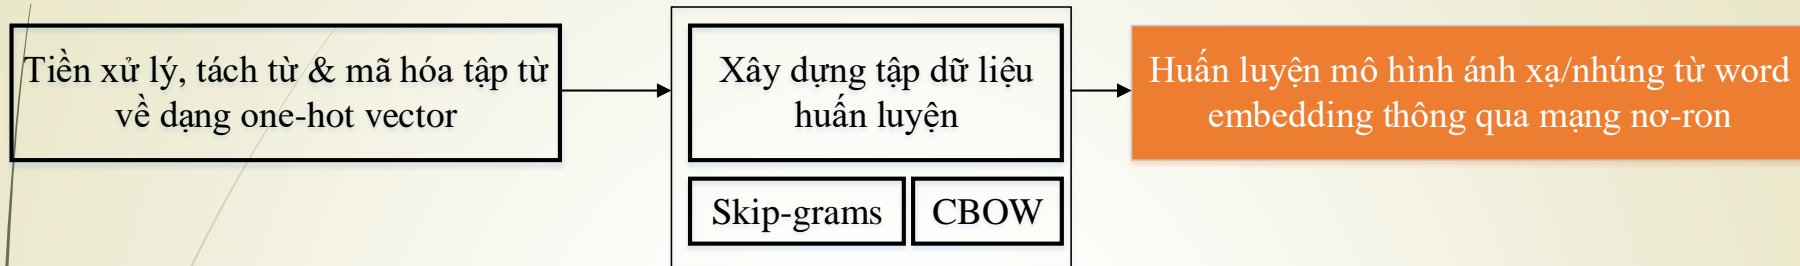 Tiền xử lý, tách từ & mã hóa tập từ
về dạng one-hot vector
Xây dựng tập dữ liệu
huấn luyện
Skip-grams
CBOW
Huấn luyện mô hình ánh xạ/nhúng từ word
embedding thông qua mạng nơ-ron